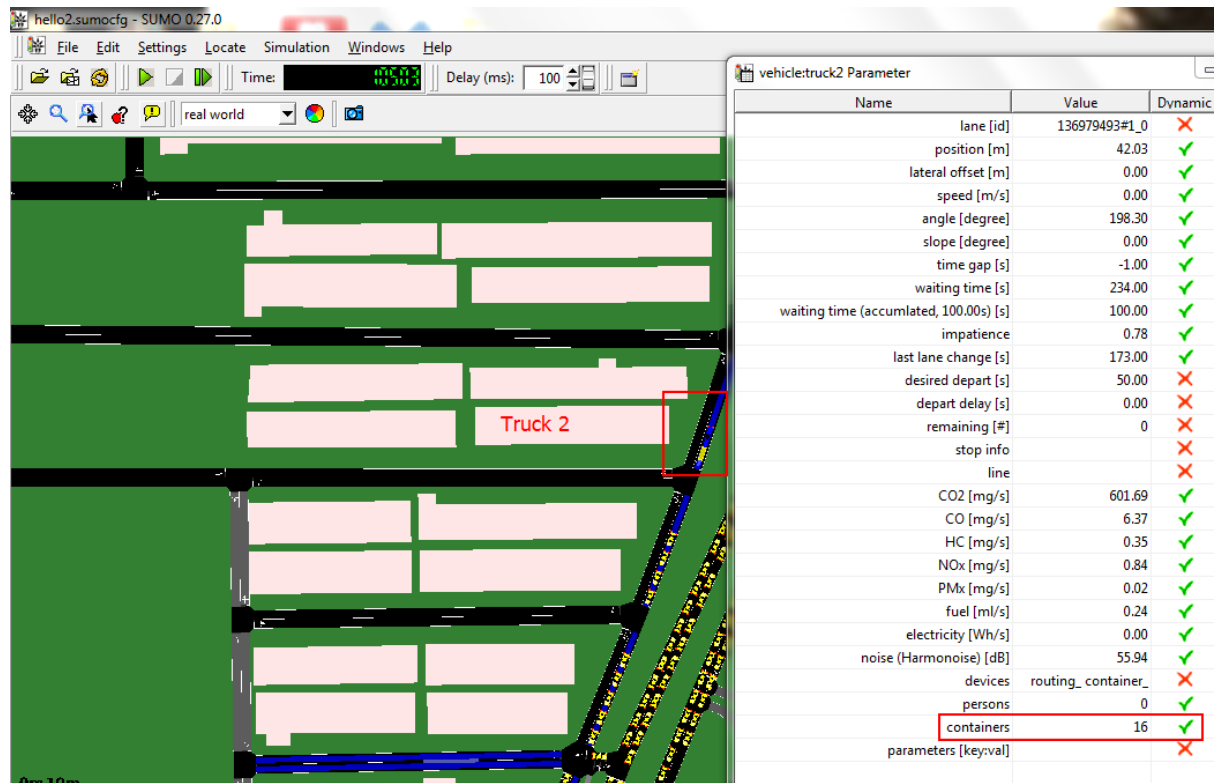 hello2.sumocfg - SUMO 0.27.0
File Edit Settings Locate Simulation Windows Help
Time: Delay (ms): 100
real world
Truck 2
vehicle:truck2 Parameter
Name Value Dynamic
lane [id] 136979493#1_0
position [m] 42.03
lateral offset [m] 0.00
speed [m/s] 0.00
angle [degree] 198.30
slope [degree] 0.00
time gap [s] -1.00
waiting time [s] 234.00
waiting time (accumlated, 100.00s) [s] 100.00
impatience 0.78
last lane change [s] 173.00
desired depart [s] 50.00
depart delay [s] 0.00
remaining [#] 0
stop info
line
CO2 [mg/s] 601.69
CO [mg/s] 6.37
HC [mg/s] 0.35
NOx [mg/s] 0.84
PMx [mg/s] 0.02
fuel [ml/s] 0.24
electricity [Wh/s] 0.00
noise (Harmonoise) [dB] 55.94
devices routing_ container_
persons 0
containers 16
parameters [key:val]